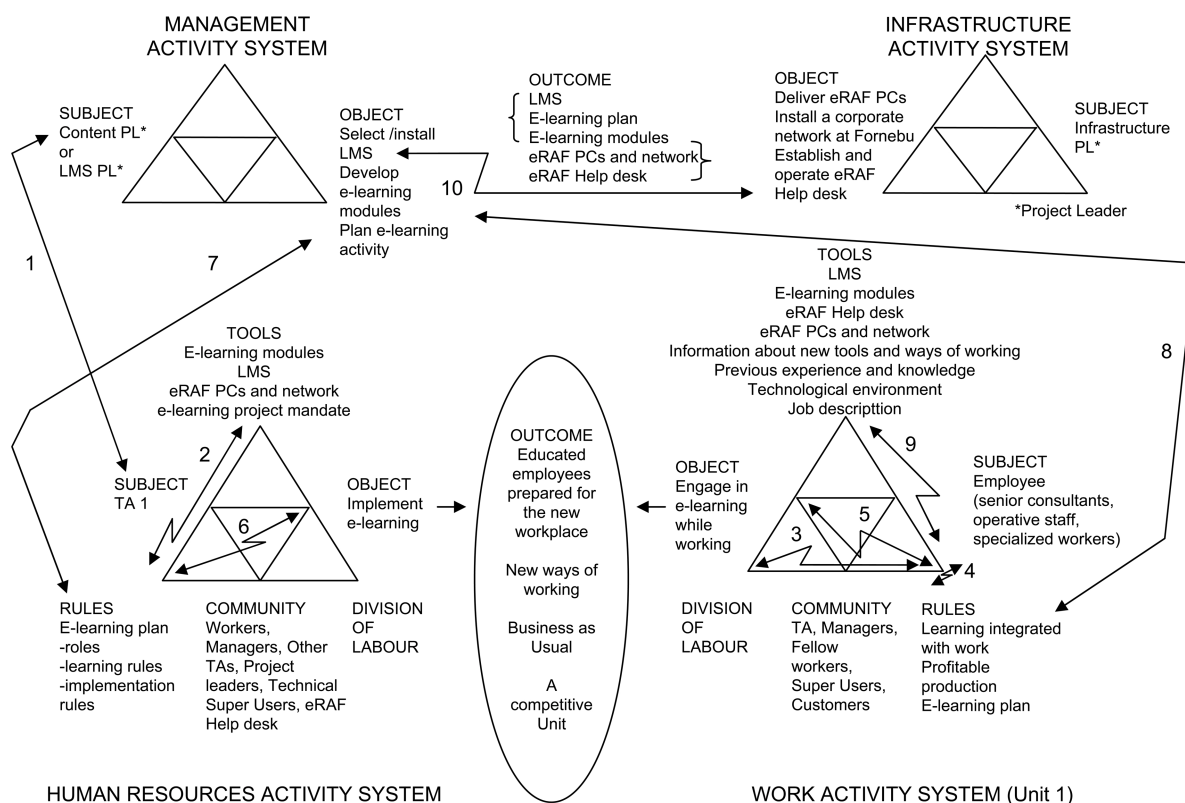 MANAGEMENT
ACTIVITY SYSTEM
SUBJECT
Content PL*
or
LMS PL*
OBJECT
Select /install
LMS
Develop
e-learning
modules
Plan e-learning
activity
OUTCOME
LMS
E-learning plan
E-learning modules
eRAF PCs and network
eRAF Help desk
10
INFRASTRUCTURE
ACTIVITY SYSTEM
OBJECT
Deliver eRAF PCs
Install a corporate
network at Fornebu
Establish and
operate eRAF
Help desk
SUBJECT
Infrastructure
PL*
*Project Leader
1
7
8
TOOLS
E-learning modules
LMS
eRAF PCs and network
e-learning project mandate
2
SUBJECT
TA 1
6
OBJECT
Implement
e-learning
RULES
E-learning plan
-roles
-learning rules
-implementation
rules
COMMUNITY
Workers,
Managers, Other
TAs, Project
leaders, Technical
Super Users, eRAF
Help desk
DIVISION
OF
LABOUR
HUMAN RESOURCES ACTIVITY SYSTEM
OUTCOME
Educated
employees
prepared for
the new
workplace
New ways of
working
Business as
Usual
A
competitive
Unit
TOOLS
LMS
E-learning modules
eRAF Help desk
eRAF PCs and network
Information about new tools and ways of working
Previous experience and knowledge
Technological environment
Job descripttion
9
OBJECT
Engage in
e-learning
while
working
3
5
4
SUBJECT
Employee
(senior consultants,
operative staff,
specialized workers)
DIVISION
OF
LABOUR
COMMUNITY
TA, Managers,
Fellow
workers,
Super Users,
Customers
RULES
Learning integrated
with work
Profitable
production
E-learning plan
WORK ACTIVITY SYSTEM (Unit 1)